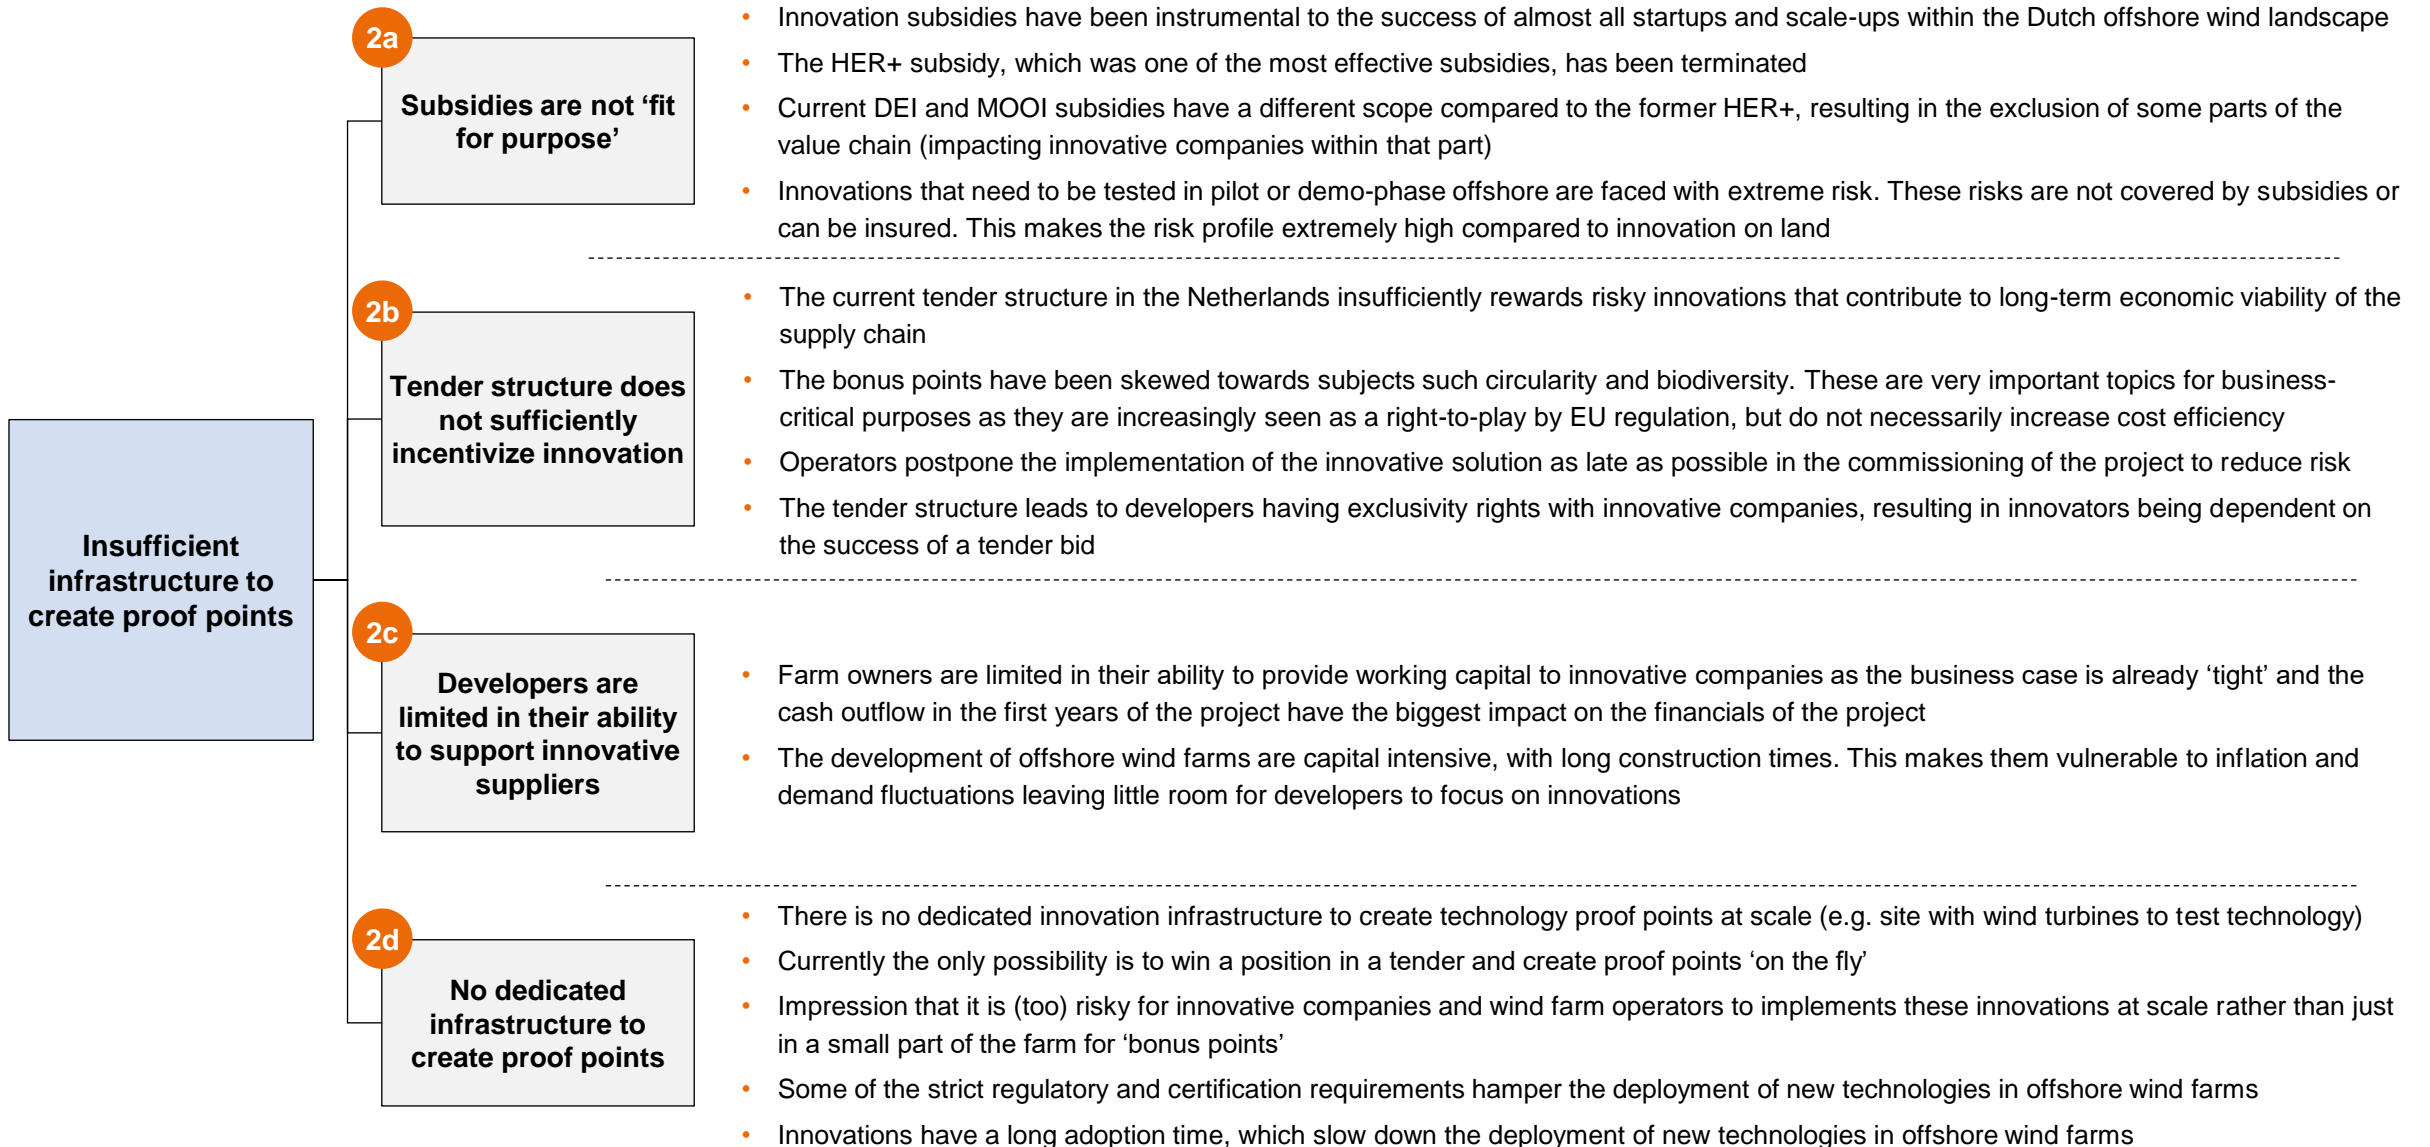 Insufficient
infrastructure to
create proof points
2a
Subsidies are not ‘fit
for purpose’
• Innovation subsidies have been instrumental to the success of almost all startups and scale-ups within the Dutch offshore wind landscape
• The HER+ subsidy, which was one of the most effective subsidies, has been terminated
• Current DEI and MOOI subsidies have a different scope compared to the former HER+, resulting in the exclusion of some parts of the
value chain (impacting innovative companies within that part)
• Innovations that need to be tested in pilot or demo-phase offshore are faced with extreme risk. These risks are not covered by subsidies or
can be insured. This makes the risk profile extremely high compared to innovation on land
2b
Tender structure does
not sufficiently
incentivize innovation
• The current tender structure in the Netherlands insufficiently rewards risky innovations that contribute to long-term economic viability of the
supply chain
• The bonus points have been skewed towards subjects such circularity and biodiversity. These are very important topics for business-
critical purposes as they are increasingly seen as a right-to-play by EU regulation, but do not necessarily increase cost efficiency
• Operators postpone the implementation of the innovative solution as late as possible in the commissioning of the project to reduce risk
• The tender structure leads to developers having exclusivity rights with innovative companies, resulting in innovators being dependent on
the success of a tender bid
2c
Developers are
limited in their ability
to support innovative
suppliers
• Farm owners are limited in their ability to provide working capital to innovative companies as the business case is already ‘tight’ and the
cash outflow in the first years of the project have the biggest impact on the financials of the project
• The development of offshore wind farms are capital intensive, with long construction times. This makes them vulnerable to inflation and
demand fluctuations leaving little room for developers to focus on innovations
2d
No dedicated
infrastructure to
create proof points
• There is no dedicated innovation infrastructure to create technology proof points at scale (e.g. site with wind turbines to test technology)
• Currently the only possibility is to win a position in a tender and create proof points ‘on the fly’
• Impression that it is (too) risky for innovative companies and wind farm operators to implements these innovations at scale rather than just
in a small part of the farm for ‘bonus points’
• Some of the strict regulatory and certification requirements hamper the deployment of new technologies in offshore wind farms
• Innovations have a long adoption time, which slow down the deployment of new technologies in offshore wind farms